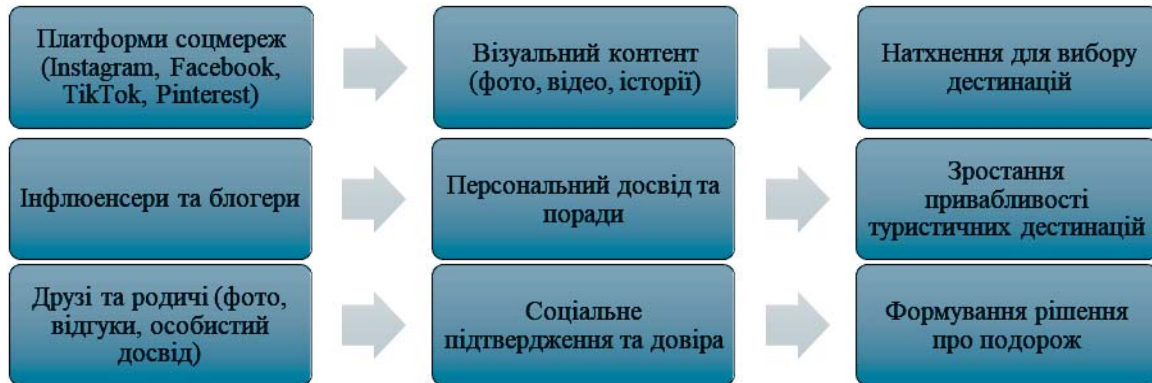 Платформи соцмереж
(Instagram, Facebook,
TikTok, Pinterest)
Візуальний контент
(фото, відео, історії)
Натхнення для вибору
дестинацій
Інфлюенсери та блогери
Персональний досвід та
поради
Зростання
привабливості
туристичних дестинацій
Друзі та родичі (фото,
відгуки, особистий
досвід)
Соціальне
підтвердження та довіра
Формування рішення
про подорож